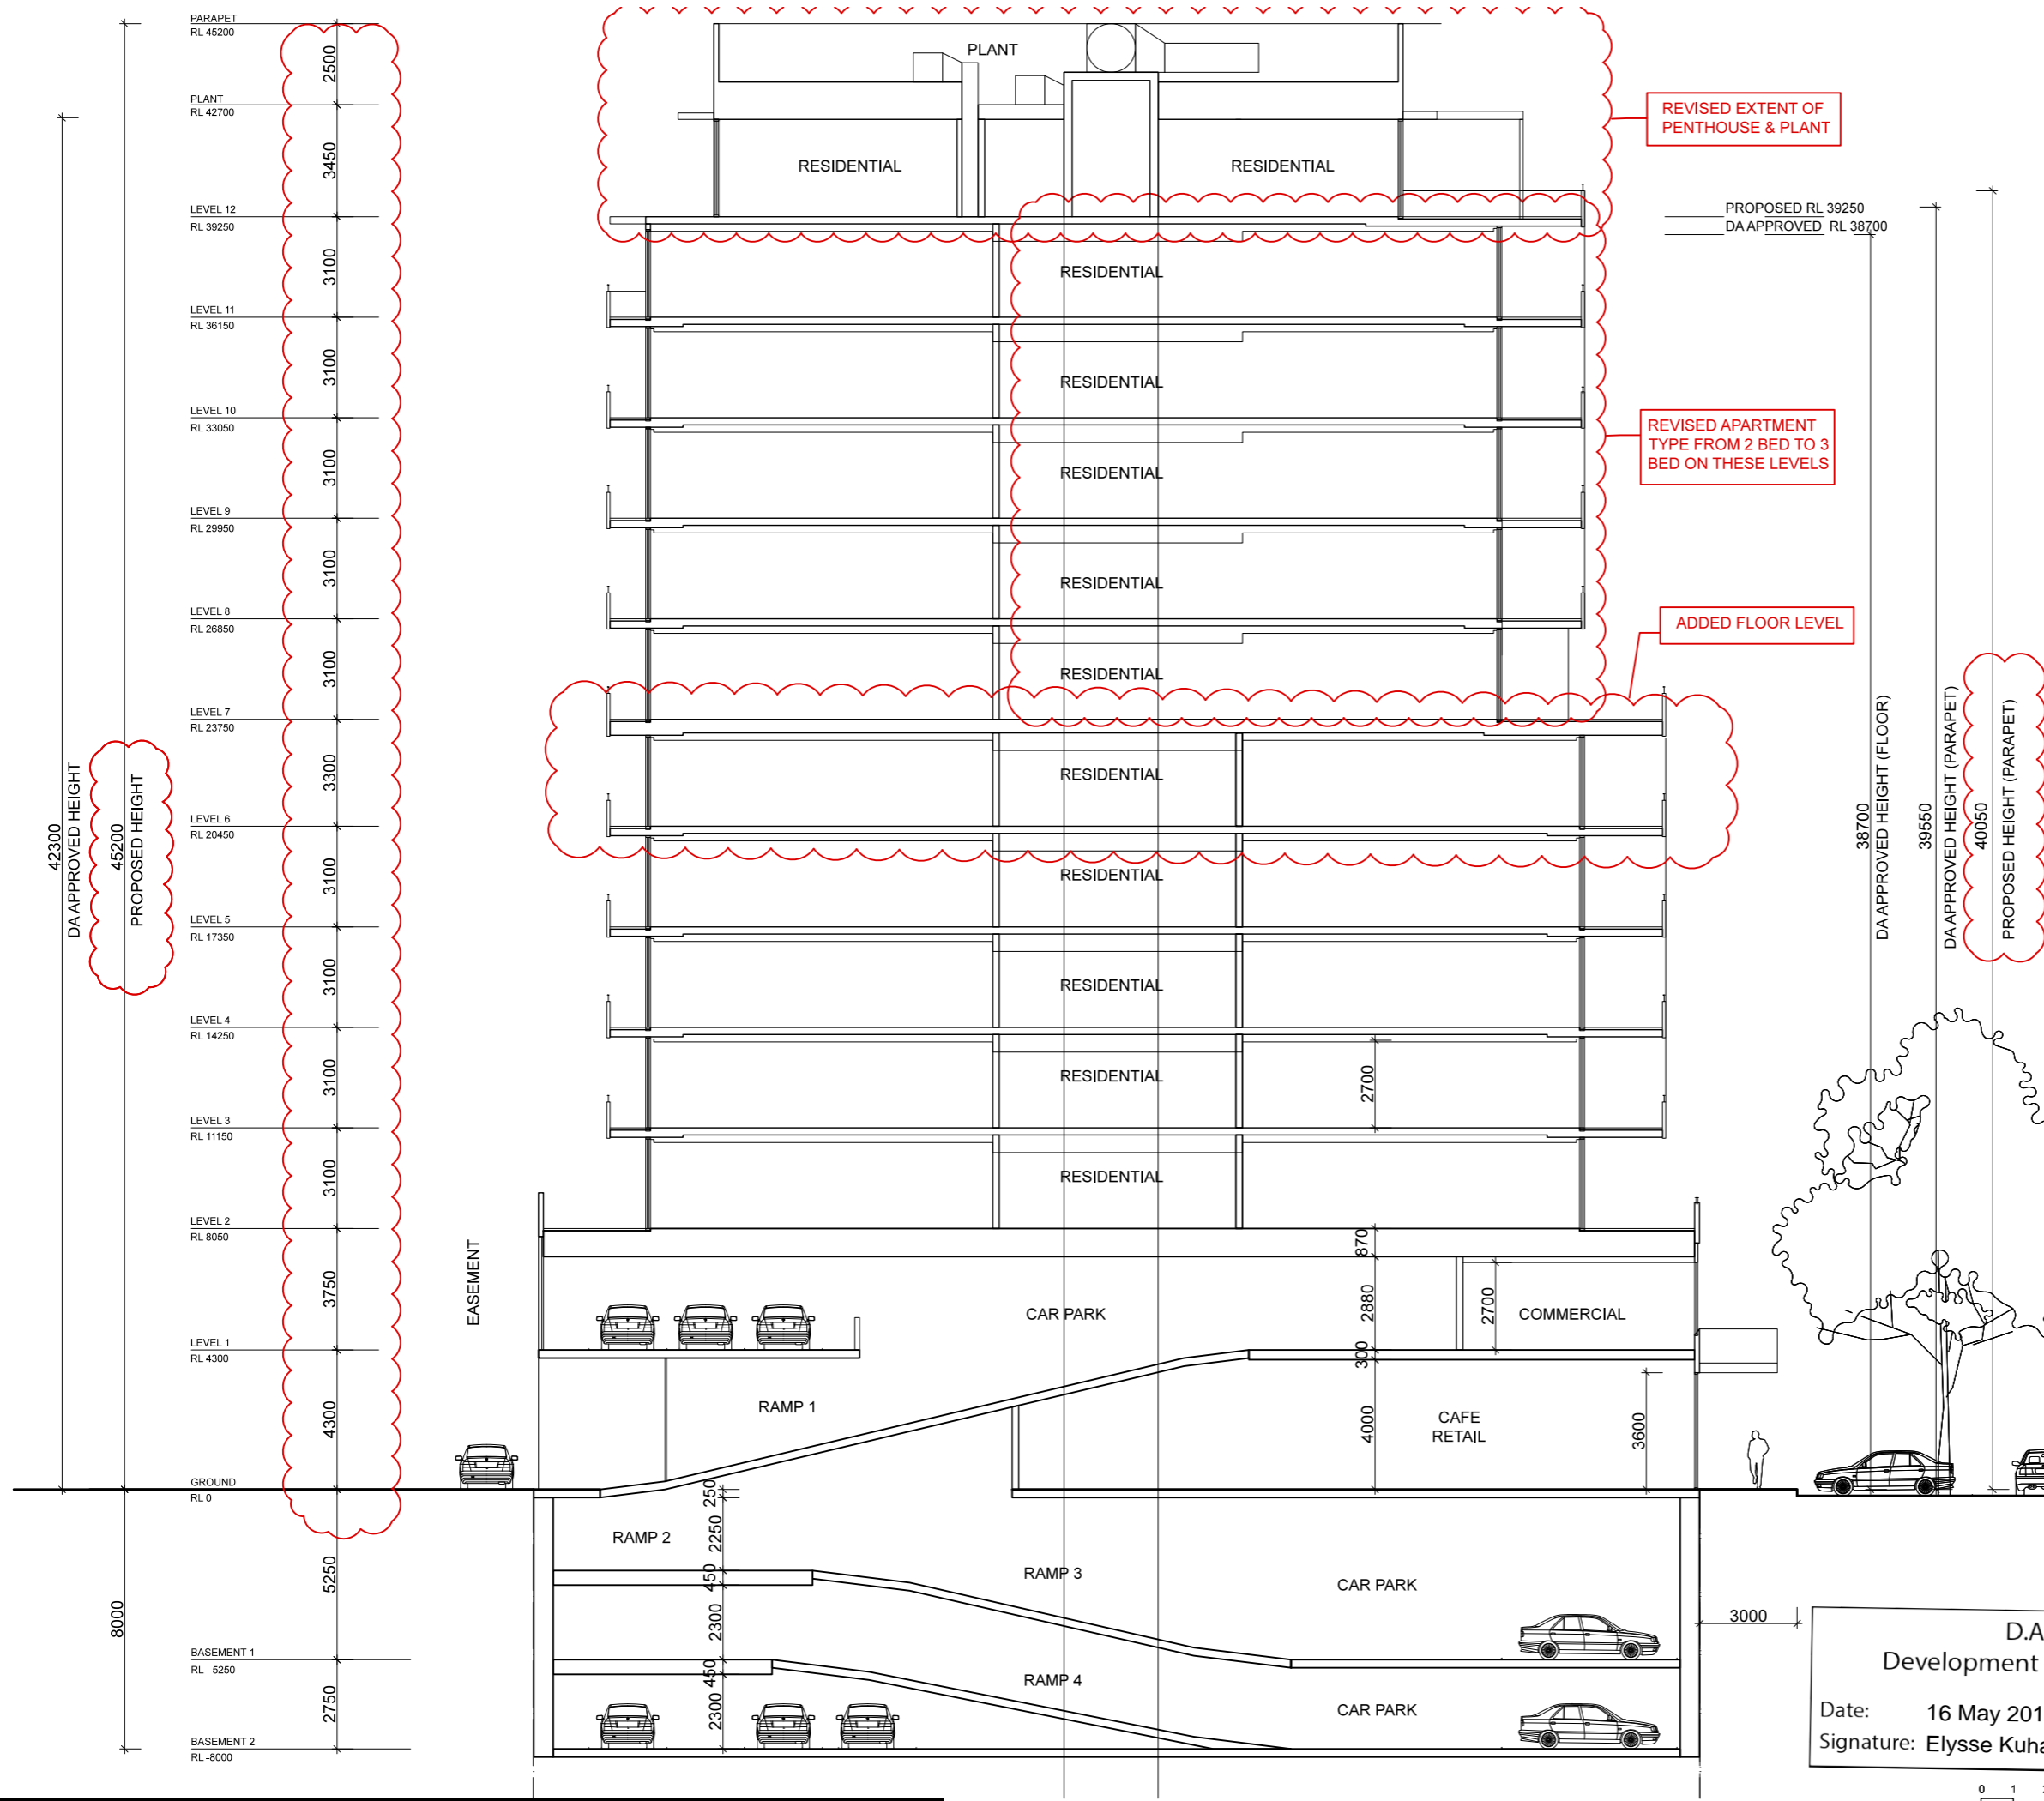 PARAPET
RL 45200
2500
PLANT
RL 42700
3450
LEVEL 12
RL 39250
3100
LEVEL 11
RL 36150
3100
LEVEL 10
RL 33050
3100
LEVEL 9
RL 29950
3100
LEVEL 8
RL 26850
3100
LEVEL 7
RL 23750
3300
LEVEL 6
RL 20450
3100
LEVEL 5
RL 17350
3100
LEVEL 4
RL 14250
3100
LEVEL 3
RL 11150
3100
LEVEL 2
RL 8050
3750
LEVEL 1
RL 4300
4300
GROUND
RL 0
5250
BASEMENT 1
RL - 5250
2750
BASEMENT 2
RL -8000
42300
DA APPROVED HEIGHT
45200
PROPOSED HEIGHT
8000
EASEMENT
PLANT
RESIDENTIAL
RESIDENTIAL
RESIDENTIAL
RESIDENTIAL
RESIDENTIAL
RESIDENTIAL
RESIDENTIAL
RESIDENTIAL
RESIDENTIAL
RESIDENTIAL
RESIDENTIAL
RESIDENTIAL
2700
870
2880
2700
300
4000
3600
CAR PARK
COMMERCIAL
RAMP 1
CAFE
RETAIL
250
2250
450
2300
450
2300
RAMP 2
RAMP 3
CAR PARK
RAMP 4
CAR PARK
3000
REVISED EXTENT OF
PENTHOUSE & PLANT
PROPOSED RL 39250
DA APPROVED RL 38700
REVISED APARTMENT
TYPE FROM 2 BED TO 3
BED ON THESE LEVELS
ADDED FLOOR LEVEL
38700
DA APPROVED HEIGHT (FLOOR)
39550
DA APPROVED HEIGHT (PARAPET)
40050
PROPOSED HEIGHT (PARAPET)
D.A
Development
Date: 16 May 201
Signature: Elysse Kuha
0 1